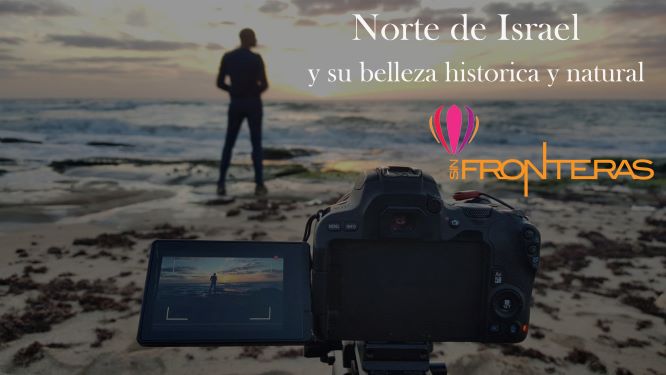 Norte de Israel
y su belleza historica y natural
SIN FRONTERAS